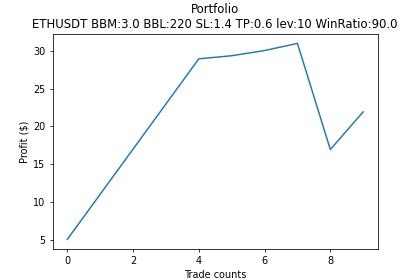 Portfolio
ETHUSDT BBM:3.0 BBL:220 SL:1.4 TP:0.6 lev:10 WinRatio:90.0
30
25
20
15
10
5
Profit ($)
0 2 4 6 8
Trade counts